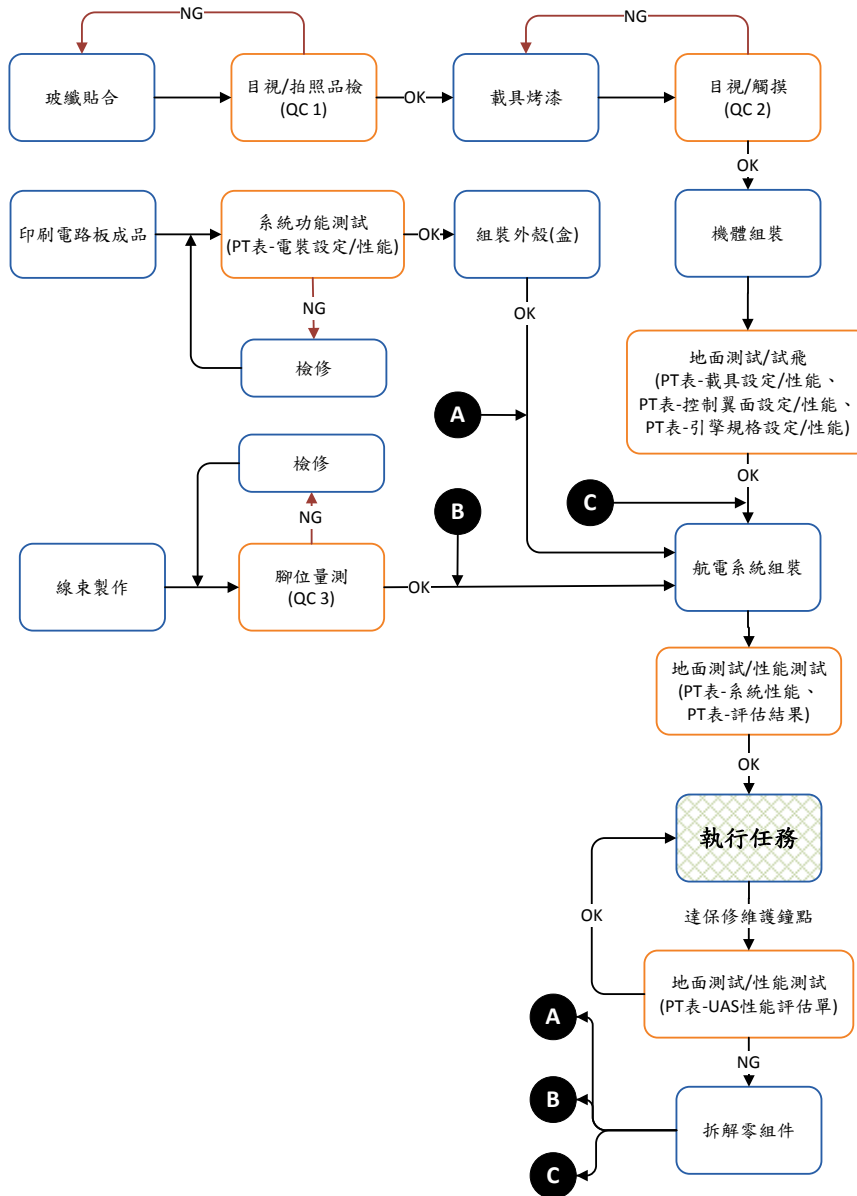 NG
NG
玻纖貼合
目視/拍照品檢
(QC 1)
OK
載具烤漆
目視/觸摸
(QC 2)
OK
印刷電路板成品
系統功能測試
(PT表-電裝設定/性能)
OK
組裝外殼(盒)
機體組裝
NG
OK
檢修
地面測試/試飛
(PT表-載具設定/性能、
PT表-控制翼面設定/性能、
PT表-引擎規格設定/性能)
A
OK
檢修
C
B
NG
線束製作
腳位量測
(QC 3)
OK
航電系統組裝
地面測試/性能測試
(PT表-系統性能、
PT表-評估結果)
OK
執行任務
OK
達保修維護鐘點
地面測試/性能測試
(PT表-UAS性能評估單)
A
NG
B
拆解零組件
C